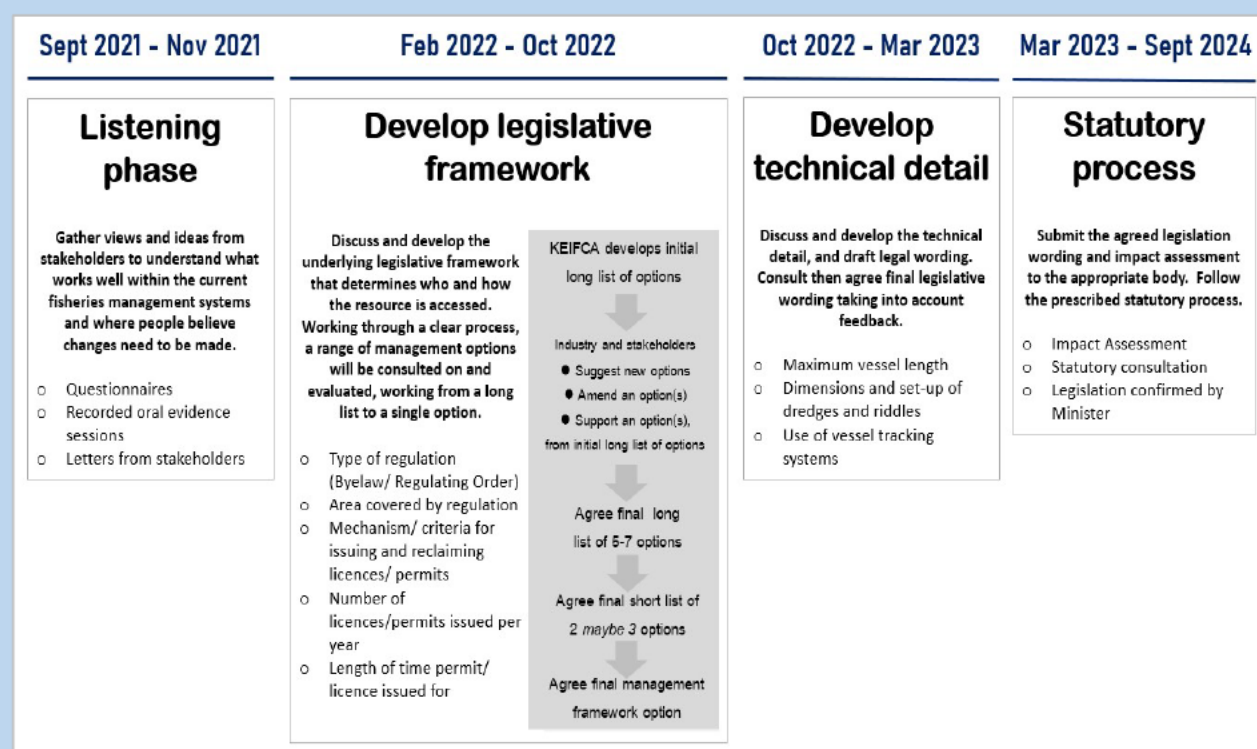 Sept 2021 - Nov 2021
Listening
phase
Gather views and ideas from
stakeholders to understand what
works well within the current
fisheries management systems
and where people believe
changes need to be made.
o Questionnaires
o Recorded oral evidence
sessions
o Letters from stakeholders
Feb 2022 - Oct 2022
Develop legislative
framework
Discuss and develop the
underlying legislative framework
that determines who and how
the resource is accessed.
Working through a clear process,
a range of management options
will be consulted on and
evaluated, working from a long
list to a single option.
o Type of regulation
(Byelaw/ Regulating Order)
o Area covered by regulation
o Mechanism/ criteria for
issuing and reclaiming
licences/ permits
o Number of
licences/permits issued per
year
o Length of time permit/
licence issued for
KEIFCA develops initial
long list of options
Industry and stakeholders
● Suggest new options
● Amend an option(s)
● Support an option(s),
from initial long list of options
Agree final long
list of 5-7 options
Agree final short list of
2 maybe 3 options
Agree final management
framework option
Oct 2022 - Mar 2023
Develop
technical detail
Discuss and develop the technical
detail, and draft legal wording.
Consult then agree final legislative
wording taking into account
feedback.
o Maximum vessel length
o Dimensions and set-up of
dredges and riddles
o Use of vessel tracking
systems
Mar 2023 - Sept 2024
Statutory
process
Submit the agreed legislation
wording and impact assessment
to the appropriate body. Follow
the prescribed statutory process.
o Impact Assessment
o Statutory consultation
o Legislation confirmed by
Minister